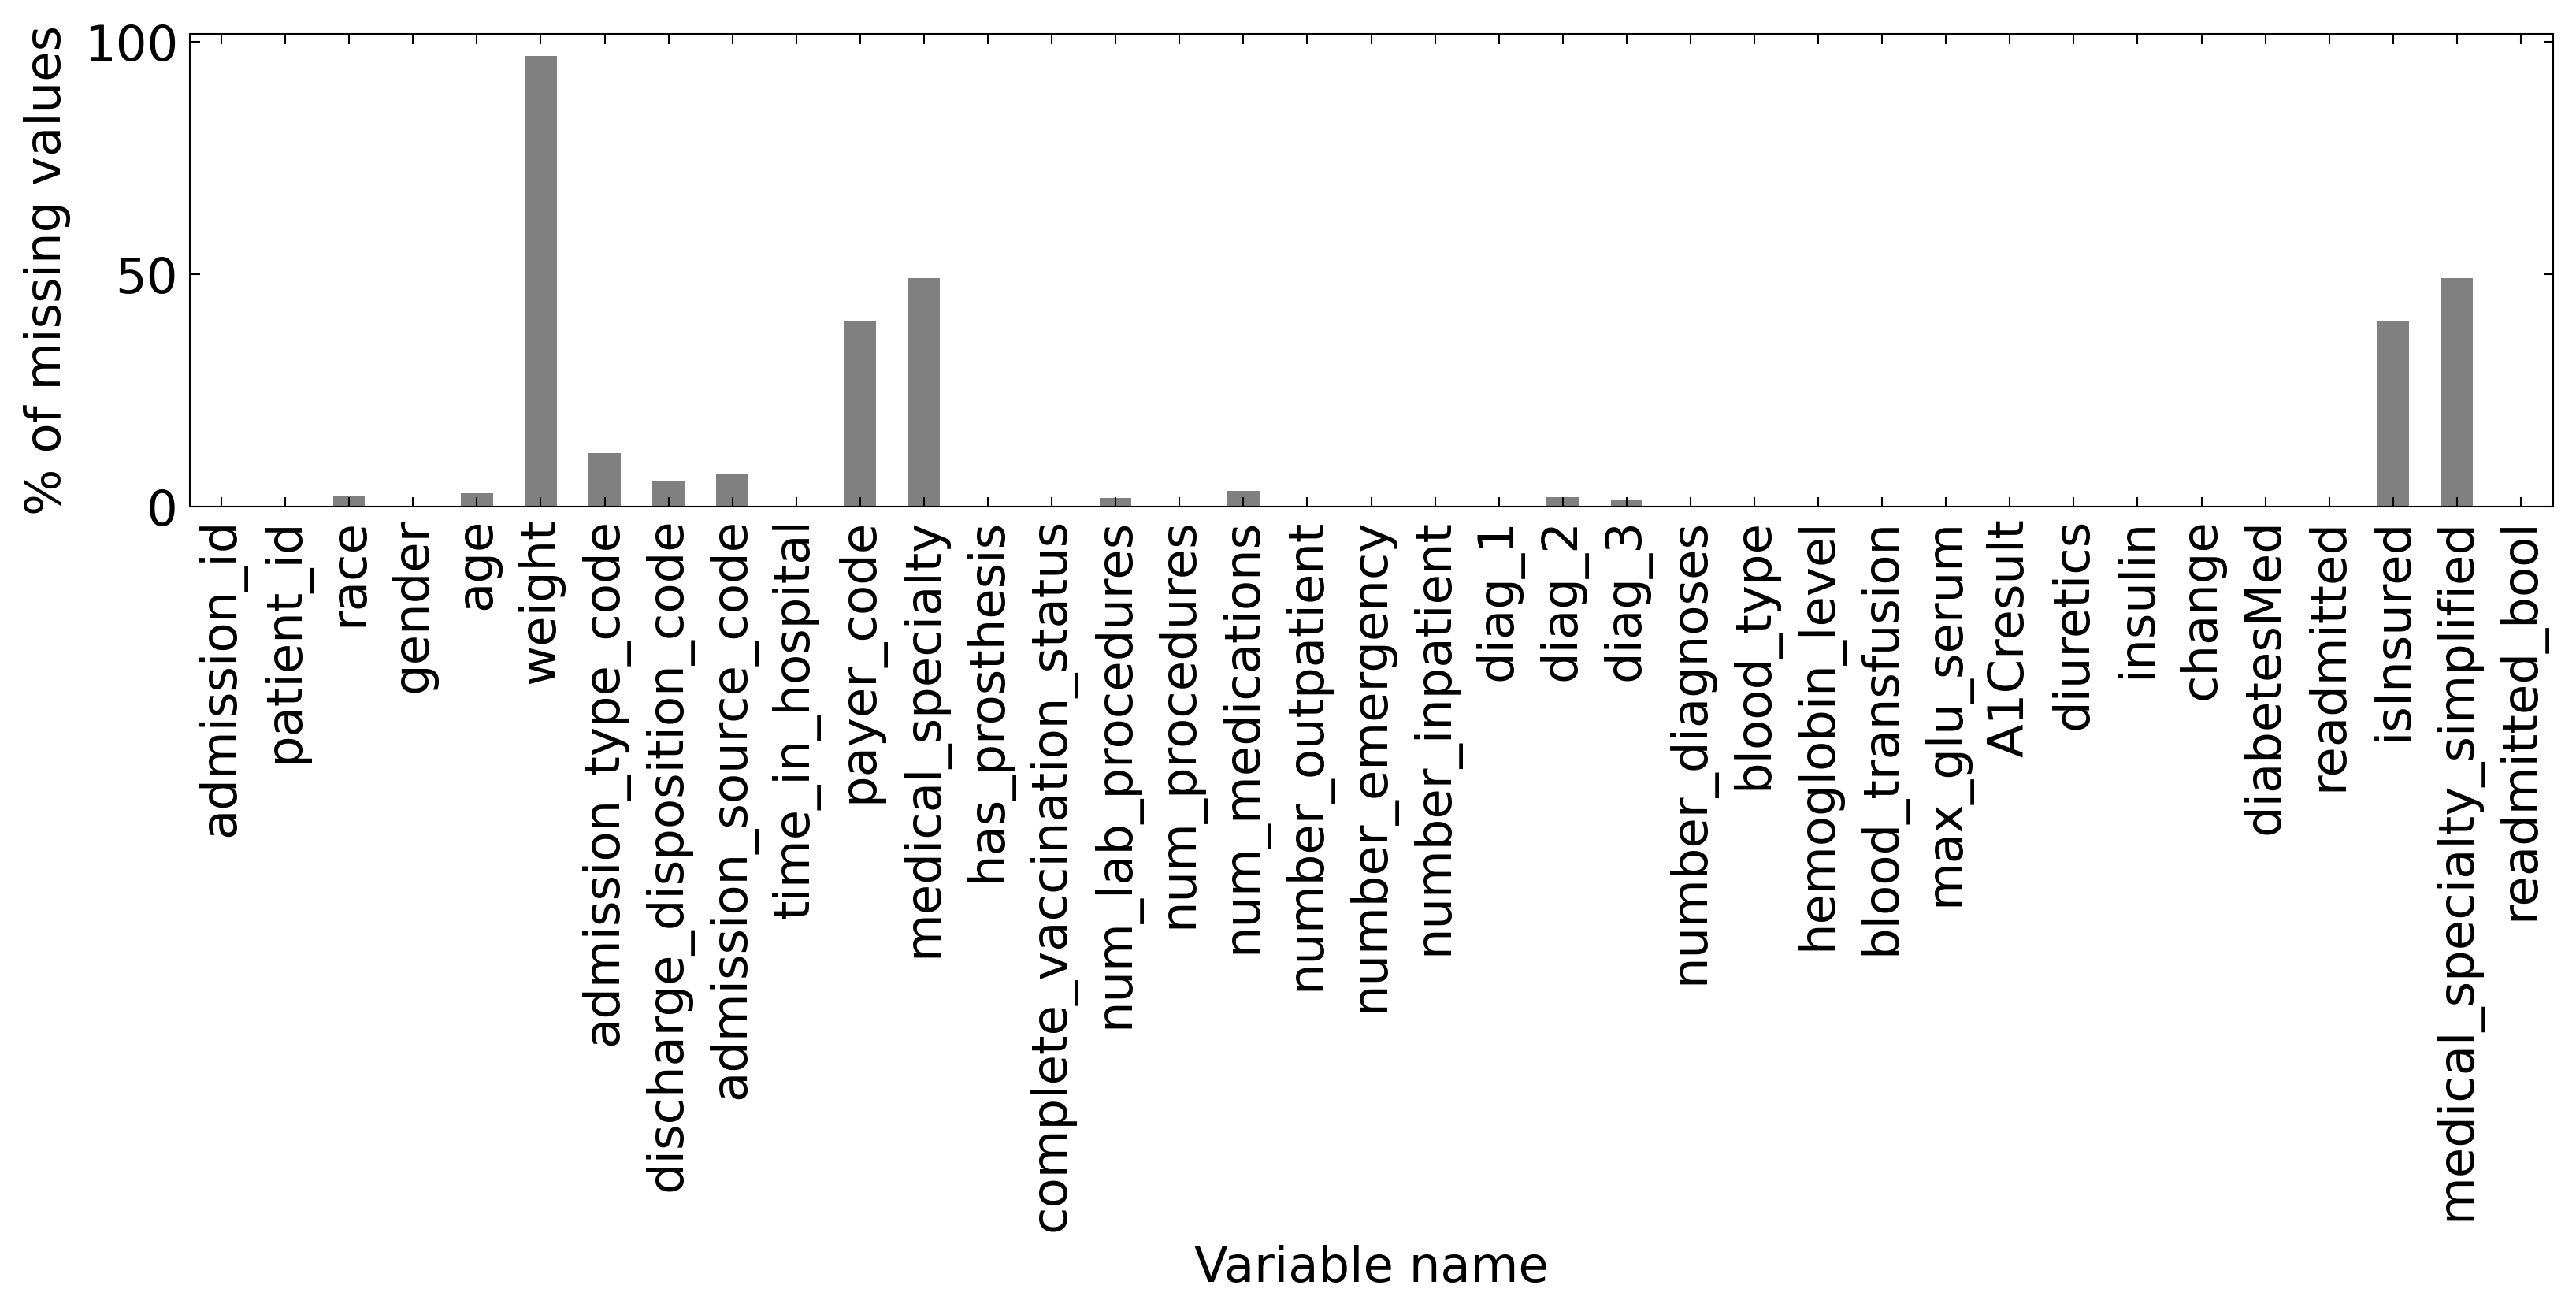 % of missing values
100
50
0
admission_id
patient_id
race
gender
age
weight
admission_type_code
discharge_disposition_code
admission_source_code
time_in_hospital
payer_code
medical_specialty
has_prosthesis
complete_vaccination_status
num_lab_procedures
num_procedures
num_medications
number_outpatient
number_emergency
number_inpatient
diag_1
diag_2
diag_3
number_diagnoses
blood_type
hemoglobin_level
blood_transfusion
max_glu_serum
A1Cresult
diuretics
insulin
change
diabetesMed
readmitted
isInsured
medical_specialty_simplified
readmitted_bool
Variable name